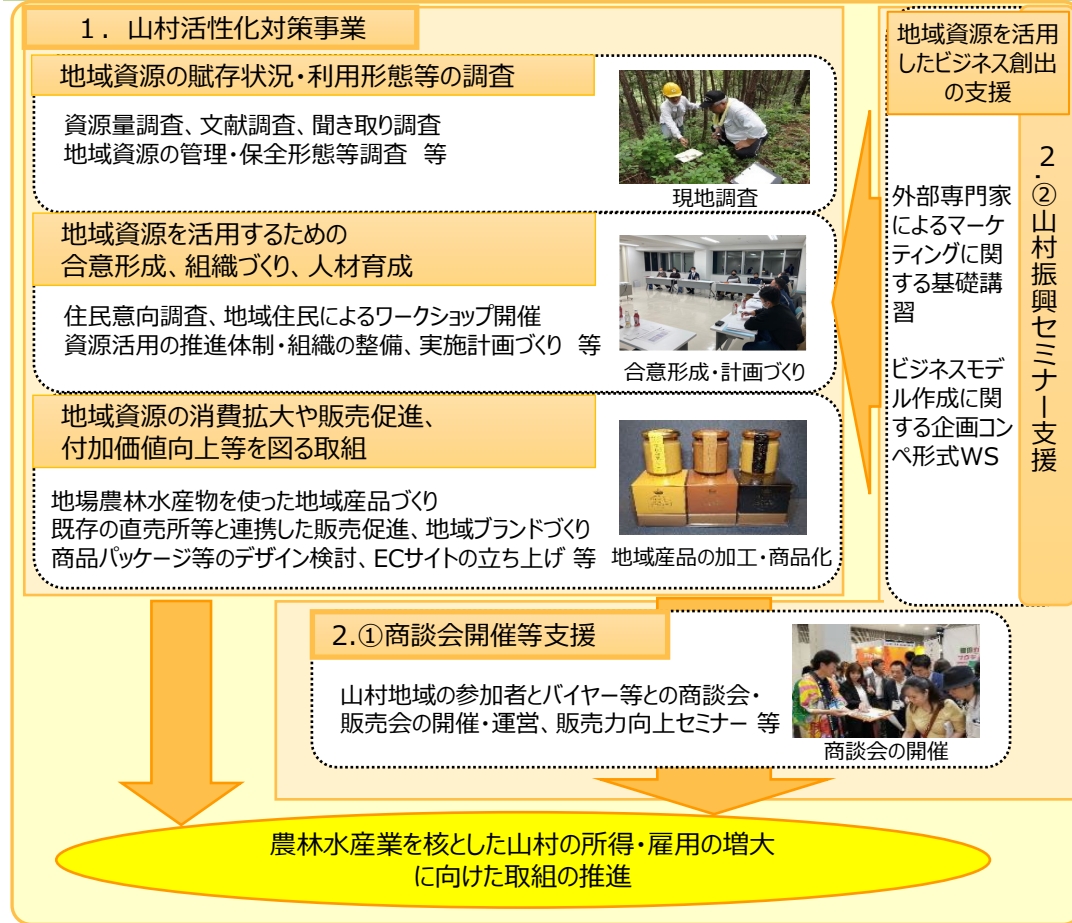 １．山村活性化対策事業
地域資源の賦存状況・利用形態等の調査
資源量調査、文献調査、聞き取り調査
地域資源の管理・保全形態等調査 等
現地調査
地域資源を活用するための
合意形成、組織づくり、人材育成
住民意向調査、地域住民によるワークショップ開催
資源活用の推進体制・組織の整備、実施計画づくり 等
合意形成・計画づくり
地域資源の消費拡大や販売促進、
付加価値向上等を図る取組
地場農林水産物を使った地域産品づくり
既存の直売所等と連携した販売促進、地域ブランドづくり
商品パッケージ等のデザイン検討、ECサイトの立ち上げ 等
地域産品の加工・商品化
地域資源を活用
したビジネス創出
の支援
外部専門家
によるマーケ
ティングに関
する基礎講
習
ビジネスモデ
ル作成に関
する企画コン
ペ形式WS
２.②山村振興セミナー支援
2.①商談会開催等支援
山村地域の参加者とバイヤー等との商談会・
販売会の開催・運営、販売力向上セミナー 等
商談会の開催
農林水産業を核とした山村の所得・雇用の増大
に向けた取組の推進